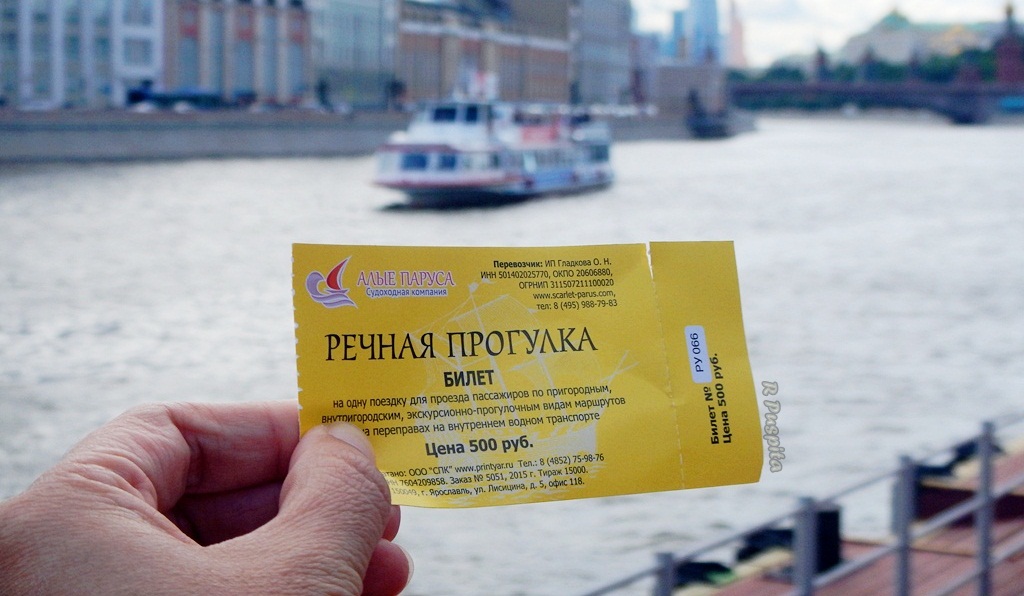 АЛЫЕ ПАРУСА
Судоходная компания
Перевозчик: ИП Гладкова О. Н.
ИНН 501402025770, ОКПО 20606880,
ОГРНИП 311507211100020
www.scarlet-parus.com,
тел: 8 (495) 988-79-83
РЕЧНАЯ ПРОГУЛКА
БИЛЕТ
на одну поездку для проезда пассажиров по пригородным,
внутригородским, экскурсионно-прогулочным видам маршрутов
на переправах на внутреннем водном транспорте
Цена 500 руб.
ООО "СПК" www.printyar.ru Тел.: 8 (4852) 75-98-76
7604209858. Заказ № 5051, 2015 г. Тираж 15000.
150049, г. Ярославль, ул. Лисицина, д. 5, офис 118.
Билет № РУ 066
Цена 500 руб.
R Puspita